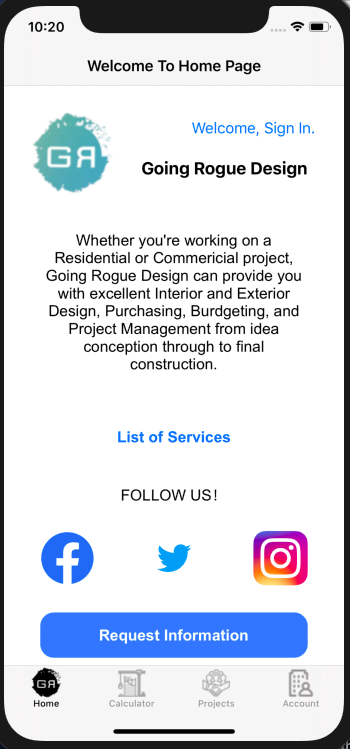 10:20
Welcome To Home Page
GR
Welcome, Sign In.
Going Rogue Design
Whether you're working on a
Residential or Commericial project,
Going Rogue Design can provide you
with excellent Interior and Exterior
Design, Purchasing, Burdgeting, and
Project Management from idea
conception through to final
construction.
List of Services
FOLLOW US!
Request Information
GR
Home
Calculator
Projects
Account